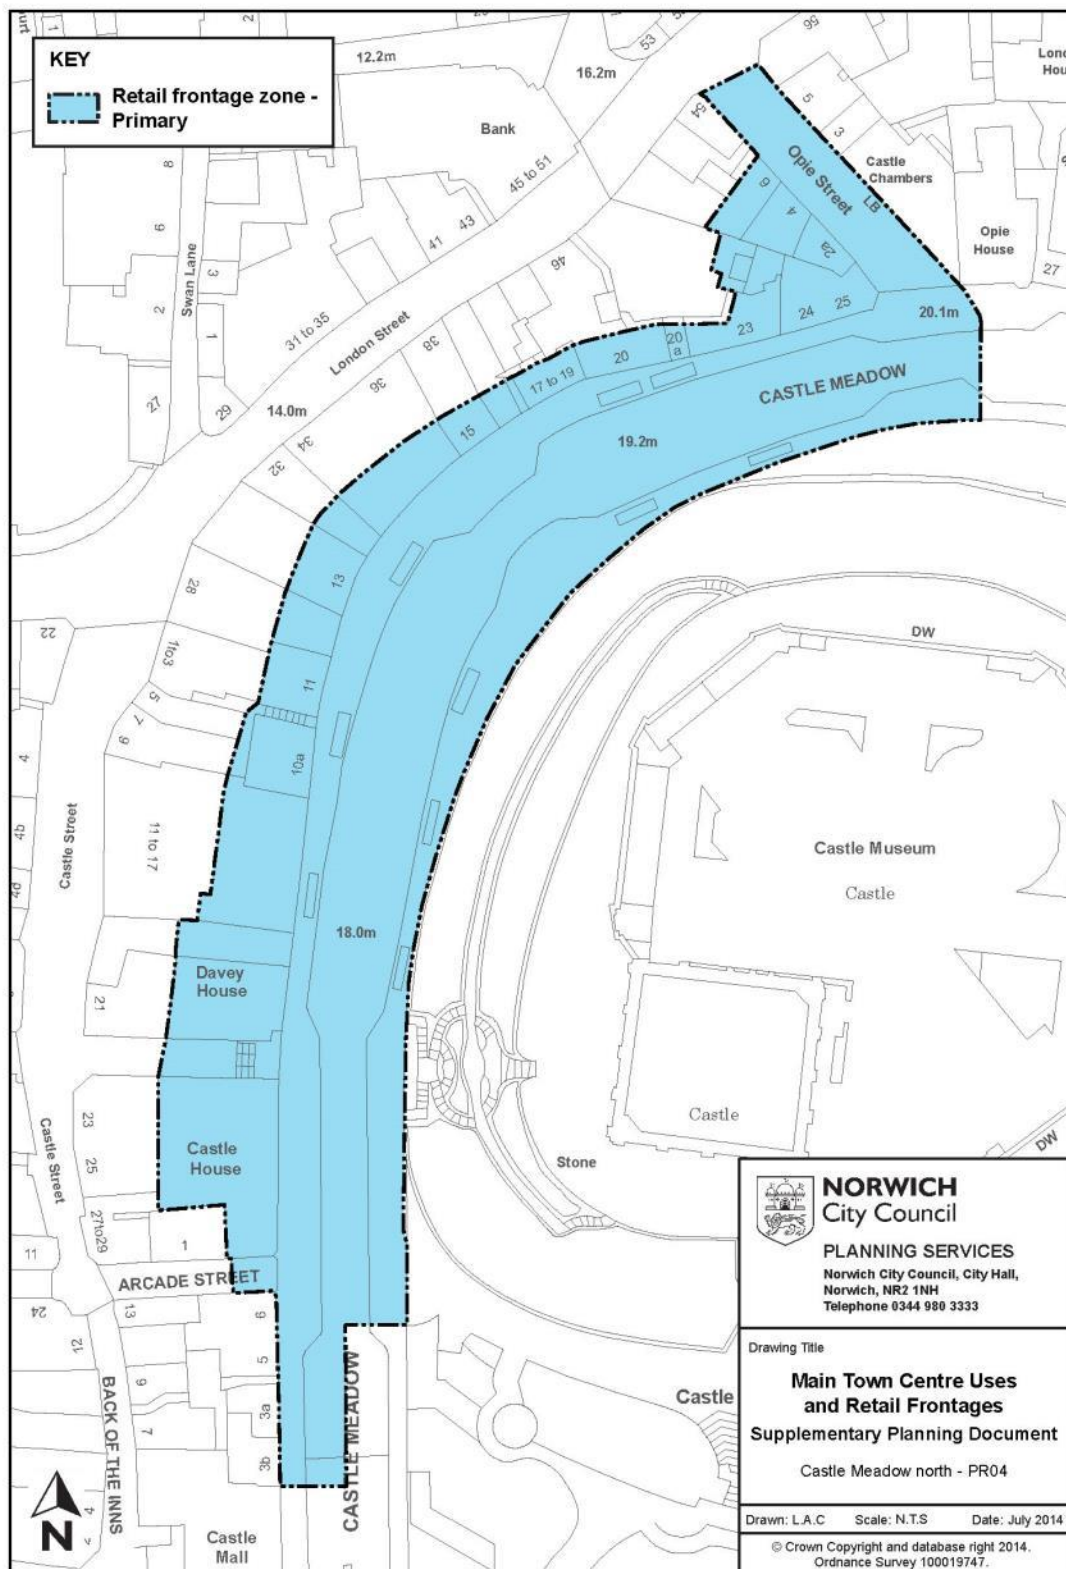 KEY
Retail frontage zone -
Primary
12.2m
16.2m
53
56
54
5
3
Bank
45 to 51
43
41
31 to 35
London Street
Swan Lane
8
6
2
3
1
27
29
14.0m
46
38
36
34
32
28
Opie Street
LB
Castle
Chambers
Opie
House
27
6
4
2a
25
24
23
20
a
20
17 to 19
15
20.1m
CASTLE MEADOW
19.2m
13
11
10a
22
1to3
5
7
9
4
4b
4d
Castle Street
11 to 17
21
18.0m
Davey
House
Castle
House
23
25
27to29
Castle Street
11
1
ARCADE STREET
24
12
13
9
7
6
5
3a
3b
BACK OF THE INNS
CASTLE MEADOW
Castle
Mall
4
N
DW
Castle Museum
Castle
Castle
Stone
DW
Castle
NORWICH
City Council
PLANNING SERVICES
Norwich City Council, City Hall,
Norwich, NR2 1NH
Telephone 0344 980 3333
Drawing Title
Main Town Centre Uses
and Retail Frontages
Supplementary Planning Document
Castle Meadow north - PR04
Drawn: L.A.C Scale: N.T.S Date: July 2014
© Crown Copyright and database right 2014.
Ordnance Survey 100019747.